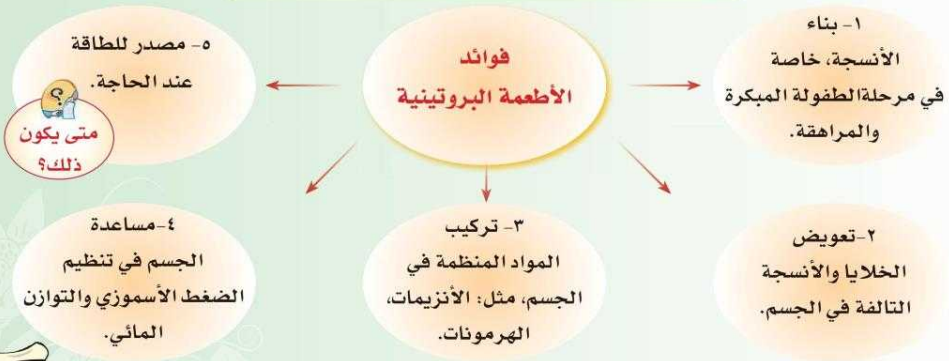 فوائد
الأطعمة البروتينية
١- بناء
الأنسجة، خاصة
في مرحلة الطفولة المبكرة
والمراهقة.
٢-تعويض
الخلايا والأنسجة
التالفة في الجسم.
٣- تركيب
المواد المنظمة في
الجسم، مثل: الأنزيمات،
الهرمونات.
٤-مساعدة
الجسم في تنظيم
الضغط الأسموزي والتوازن
المائي.
٥- مصدر للطاقة
عند الحاجة.
؟
متى يكون
ذلك؟